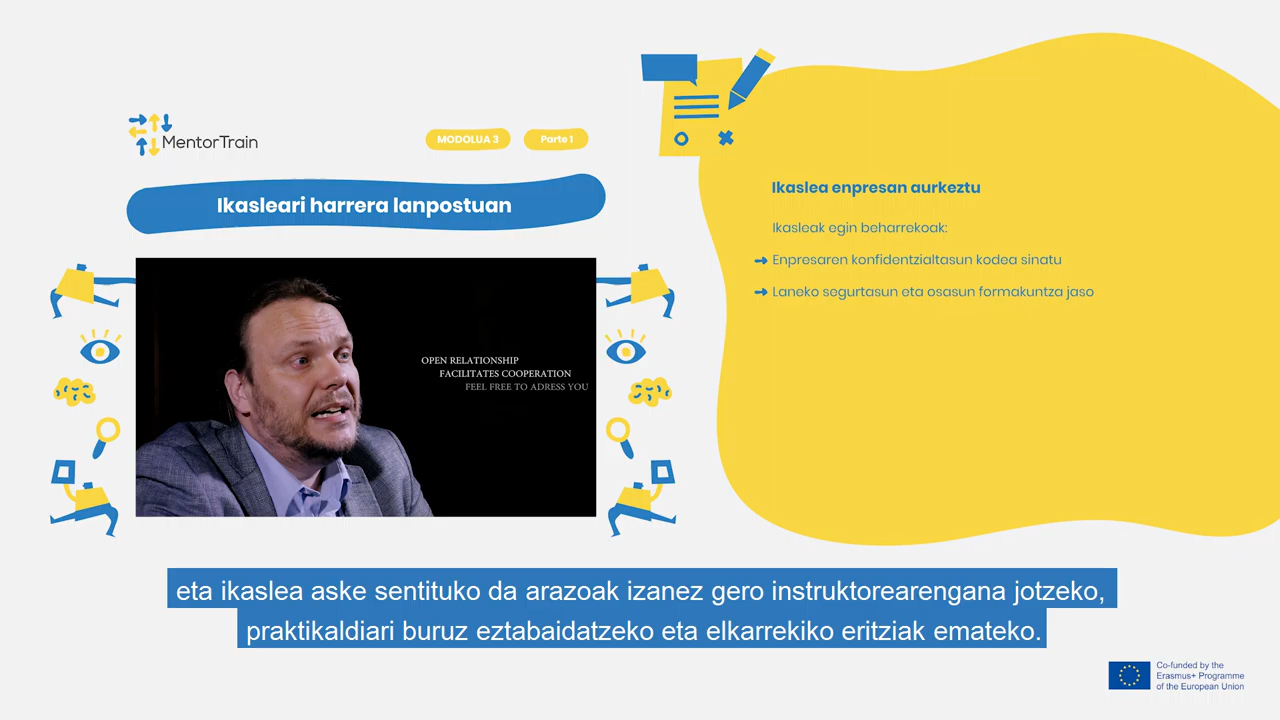 MentorTrain
MODOLUA 3
Parte 1
Ikasleari harrera lanpostuan
OPEN RELATIONSHIP
FACILITATES COOPERATION
FEEL FREE TO ADRESS YOU
Ikaslea enpresan aurkeztu
Ikasleak egin beharrekoak:
Enpresaren konfidentzialtasun kodea sinatu
Laneko segurtasun eta osasun formakuntza jaso
eta ikaslea aske sentituko da arazoak izanez gero instruktorearengana jotzeko,
praktikaldiari buruz eztabaidatzeko eta elkarrekiko eritziak emateko.
Co-funded by the
Erasmus+ Programme
of the European Union